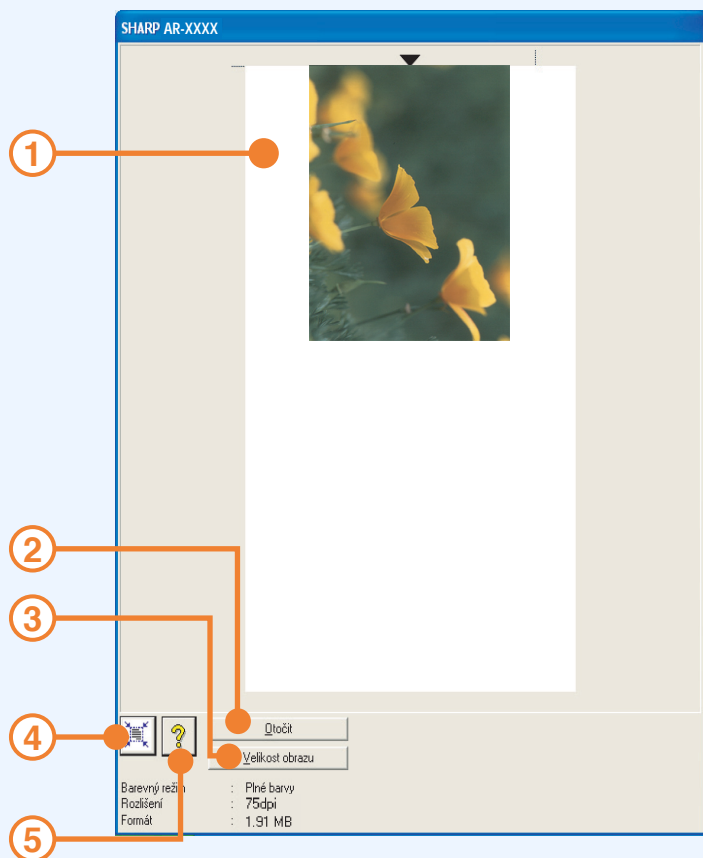 SHARP AR-XXXX
1
2
3
Otočit
4
?
Velikost obrazu
Barevný režim : Plné barvy
Rozlišení : 75dpi
Formát : 1.91 MB
5